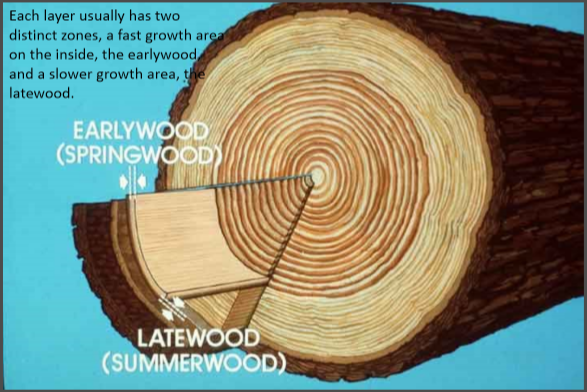 Each layer usually has two
distinct zones, a fast growth area
on the inside, the earlywood,
and a slower growth area, the
latewood.
EARLYWOOD
(SPRINGWOOD)
LATEWOOD
(SUMMERWOOD)